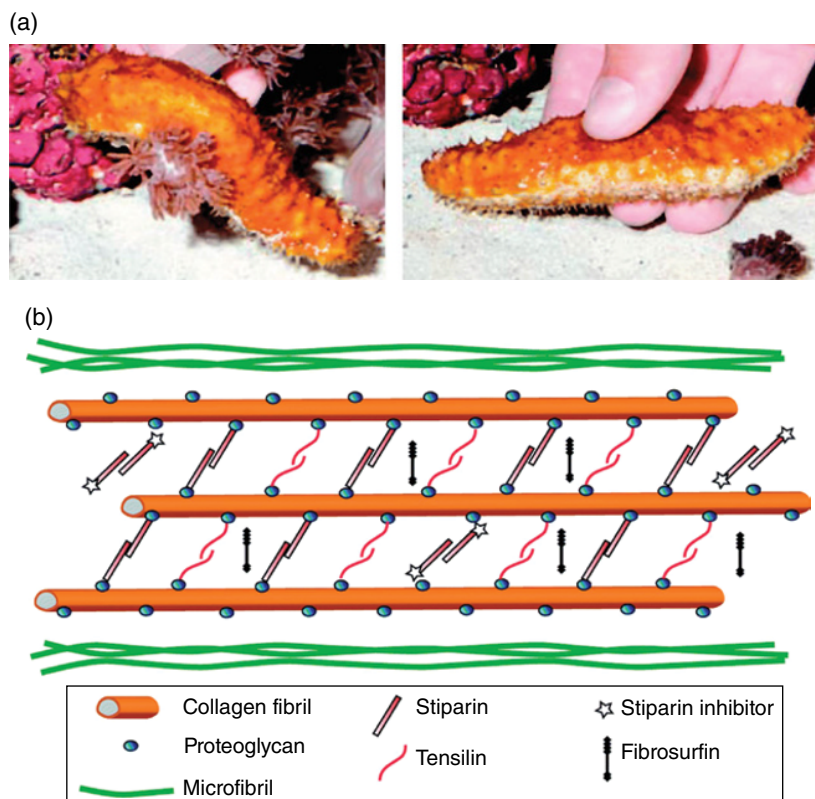 (a)
(b)
Collagen fibril
Stiparin
Stiparin inhibitor
Proteoglycan
Tensilin
Fibrosurfin
Microfibril